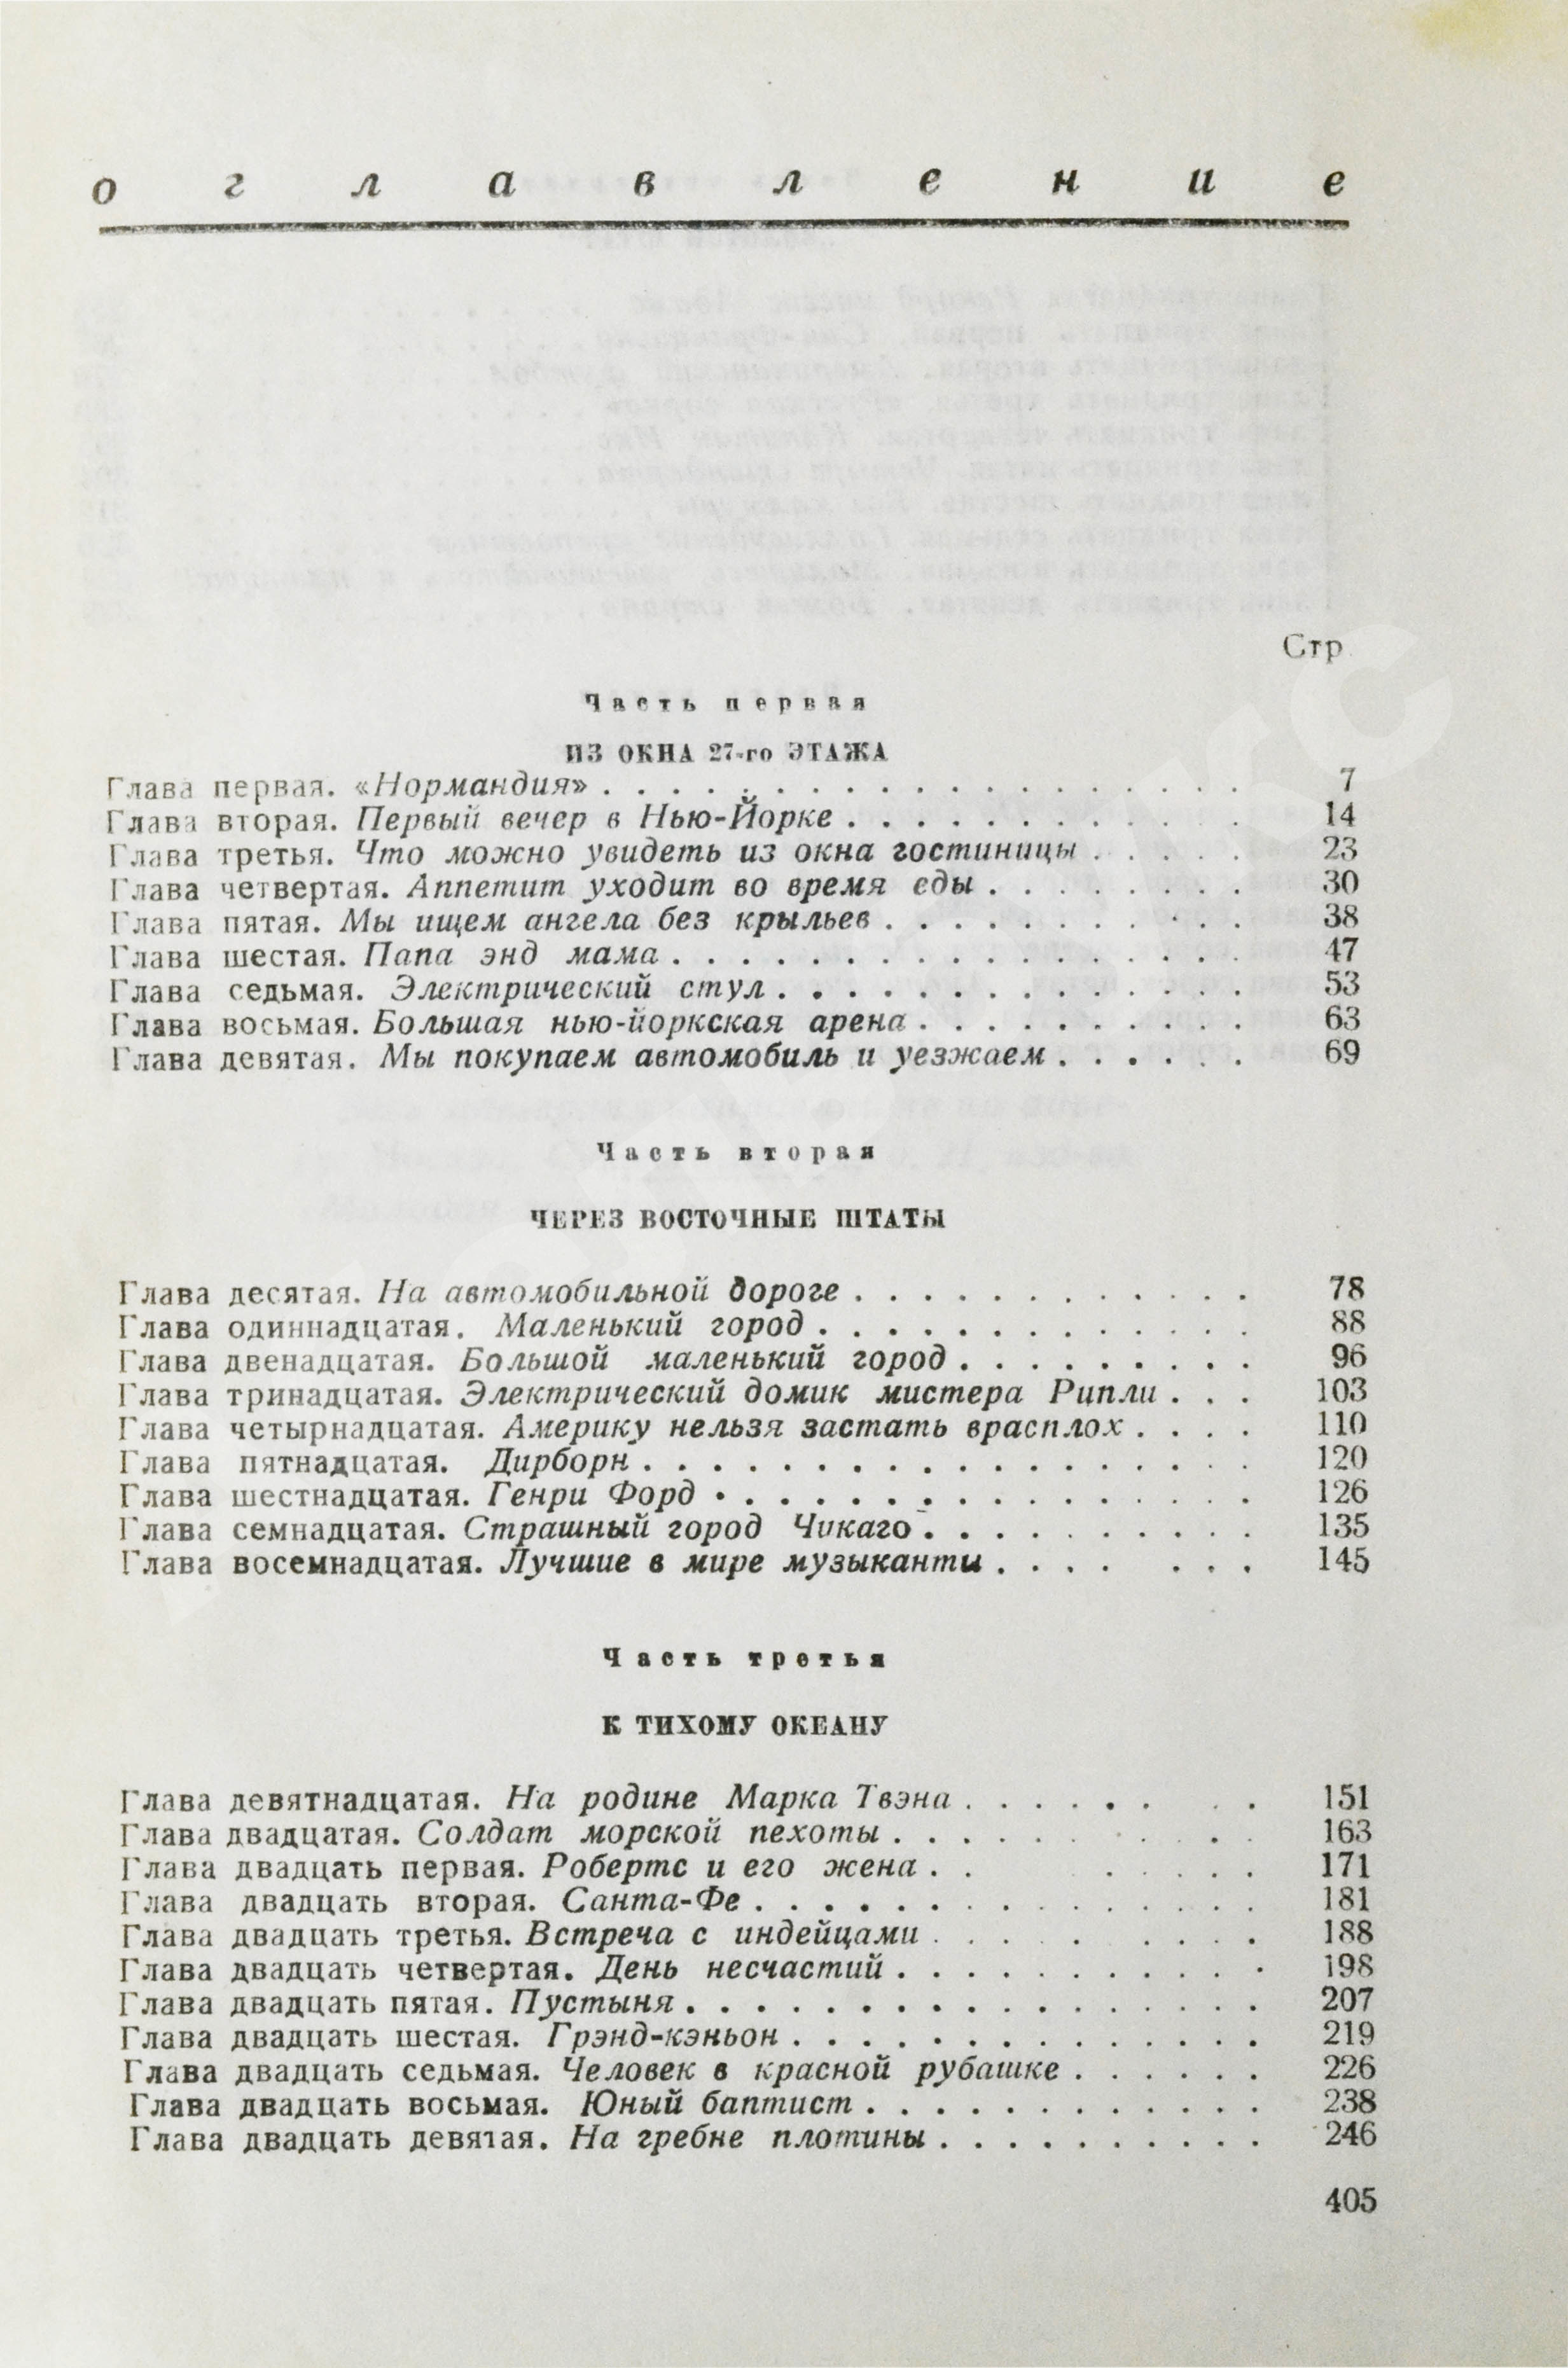 оглавление
Стр
Часть первая
ИЗ ОКНА 27-го ЭТАЖА
Глава первая. «Нормандия» . . . . . . . . . . . . . . . . . . . 7
Глава вторая. Первый вечер в Нью-Йорке . . . . . . . . . . . . 14
Глава третья. Что можно увидеть из окна гостиницы . . . . . 23
Глава четвертая. Аппетит уходит во время еды . . . . . . . . 30
Глава пятая. Мы ищем ангела без крыльев . . . . . . . . . . . 38
Глава шестая. Папа энд мама . . . . . . . . . . . . . . . . . 47
Глава седьмая. Электрический стул . . . . . . . . . . . . . . 53
Глава восьмая. Большая нью-йоркская арена . . . . . . . . . . 63
Глава девятая. Мы покупаем автомобиль и уезжаем . . . . . . 69
Часть вторая
ЧЕРЕЗ ВОСТОЧНЫЕ ШТАТЫ
Глава десятая. На автомобильной дороге . . . . . . . . . . . . 78
Глава одиннадцатая. Маленький город . . . . . . . . . . . . . 88
Глава двенадцатая. Большой маленький город . . . . . . . . . 96
Глава тринадцатая. Электрический домик мистера Рипли . . . 103
Глава четырнадцатая. Америку нельзя застать врасплох . . . . 110
Глава пятнадцатая. Дирборн . . . . . . . . . . . . . . . . . . 120
Глава шестнадцатая. Генри Форд . . . . . . . . . . . . . . . . 126
Глава семнадцатая. Страшный город Чикаго . . . . . . . . . . 135
Глава восемнадцатая. Лучшие в мире музыканты . . . . . . . 145
Часть третья
К ТИХОМУ ОКЕАНУ
Глава девятнадцатая. На родине Марка Твэна . . . . . . . . 151
Глава двадцатая. Солдат морской пехоты . . . . . . . . . . 163
Глава двадцать первая. Робертс и его жена . . . . . . . 171
Глава двадцать вторая. Санта-Фе . . . . . . . . . . . . . . . 181
Глава двадцать третья. Встреча с индейцами . . . . . . . . . 188
Глава двадцать четвертая. День несчастий . . . . . . . . . . . 198
Глава двадцать пятая. Пустыня . . . . . . . . . . . . . . . . . 207
Глава двадцать шестая. Грэнд-кэньон . . . . . . . . . . . . . . 219
Глава двадцать седьмая. Человек в красной рубашке . . . . . . 226
Глава двадцать восьмая. Юный баптист . . . . . . . . . . . . 238
Глава двадцать девятая. На гребне плотины . . . . . . . . . . 246
405